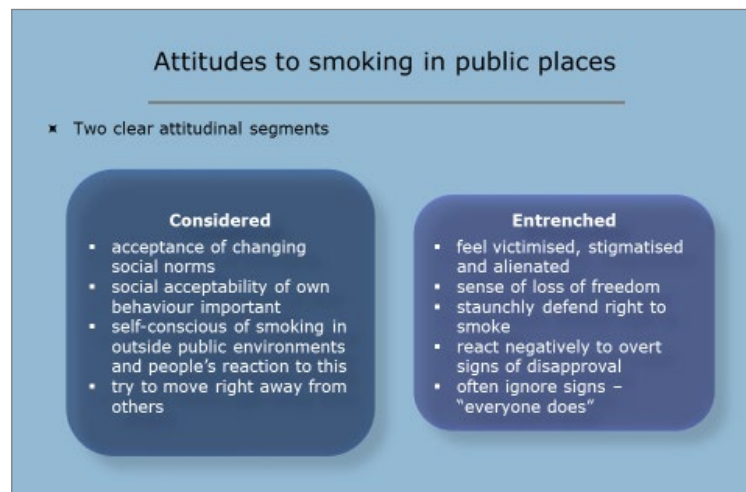 Attitudes to smoking in public places
Two clear attitudinal segments
Considered
▪ acceptance of changing
social norms
▪ social acceptability of own
behaviour important
▪ self-conscious of smoking in
outside public environments
and people's reaction to this
▪ try to move right away from
others
Entrenched
▪ feel victimised, stigmatised
and alienated
▪ sense of loss of freedom
▪ staunchly defend right to
smoke
▪ react negatively to overt
signs of disapproval
▪ often ignore signs –
“everyone does”